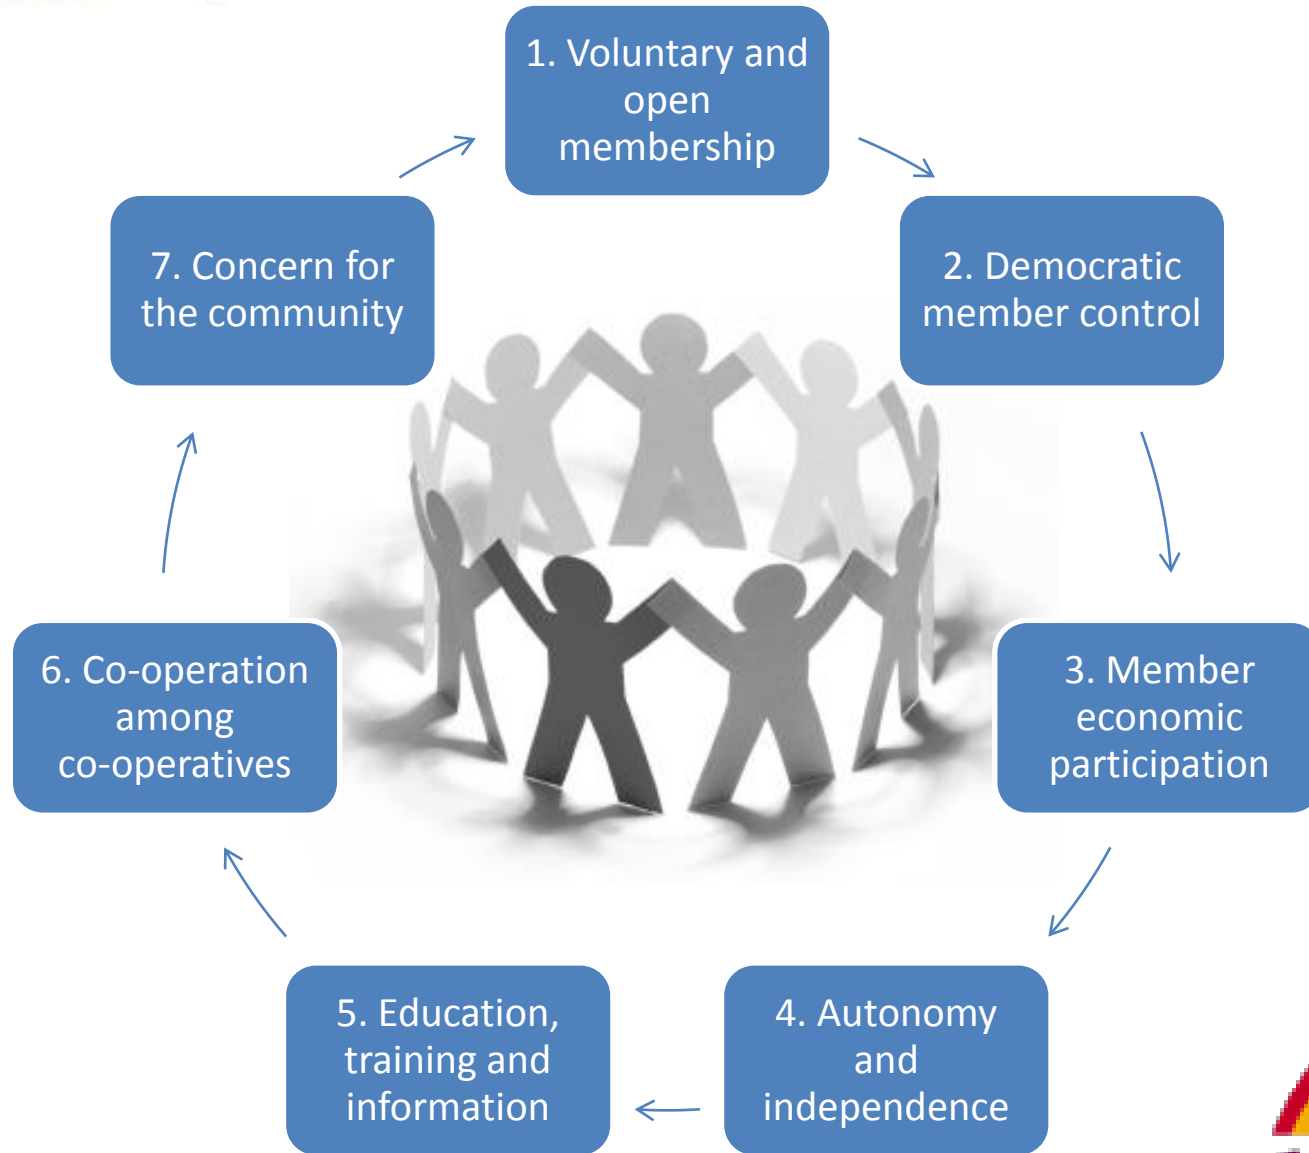 1. Voluntary and
open
membership
2. Democratic
member control
3. Member
economic
participation
4. Autonomy
and
independence
5. Education,
training and
information
6. Co-operation
among
co-operatives
7. Concern for
the community